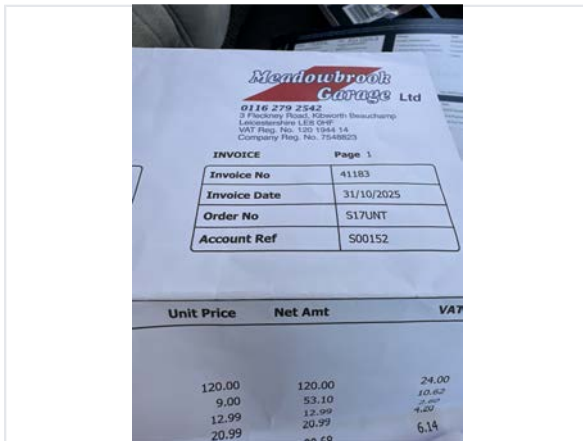 Meadowbrook
Garage Ltd
0116 279 2542
3 Fleckney Road, Kibworth Beauchamp
Leicestershire LE8 0HF
VAT Reg. No. 120 1944 14
Company Reg. No. 7548823
INVOICE Page 1
Invoice No 41183
Invoice Date 31/10/2025
Order No S17UNT
Account Ref S00152
Unit Price Net Amt VAT
120.00 120.00 24.00
9.00 53.10 10.62
12.99 12.99
20.99 20.99 4.20
6.14